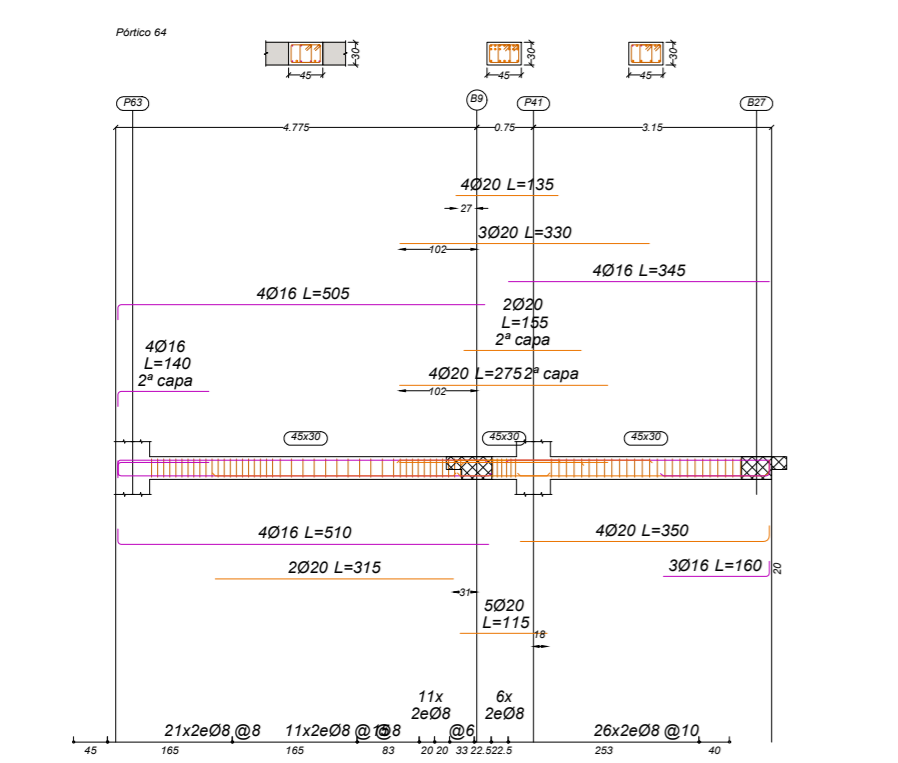 Pórtico 64
30 30 30
45 45 45
P63 B9 P41 B27
4.775 0.75 3.15
4Ø20 L=135
27
3Ø20 L=330
102
4Ø16 L=345
4Ø16 L=505
2Ø20
L=155
2ª capa
4Ø16
L=140
2ª capa
4Ø20 L=275 2ª capa
102
45x30 45x30 45x30
4Ø16 L=510
4Ø20 L=350
2Ø20 L=315
3Ø16 L=160
20
31
5Ø20
L=115
18
11x
2eØ8
6x
2eØ8
21x2eØ8 @8 11x2eØ8 @15 @6 26x2eØ8 @10
45 165 165 83 20 20 33 22.5 22.5 253 40